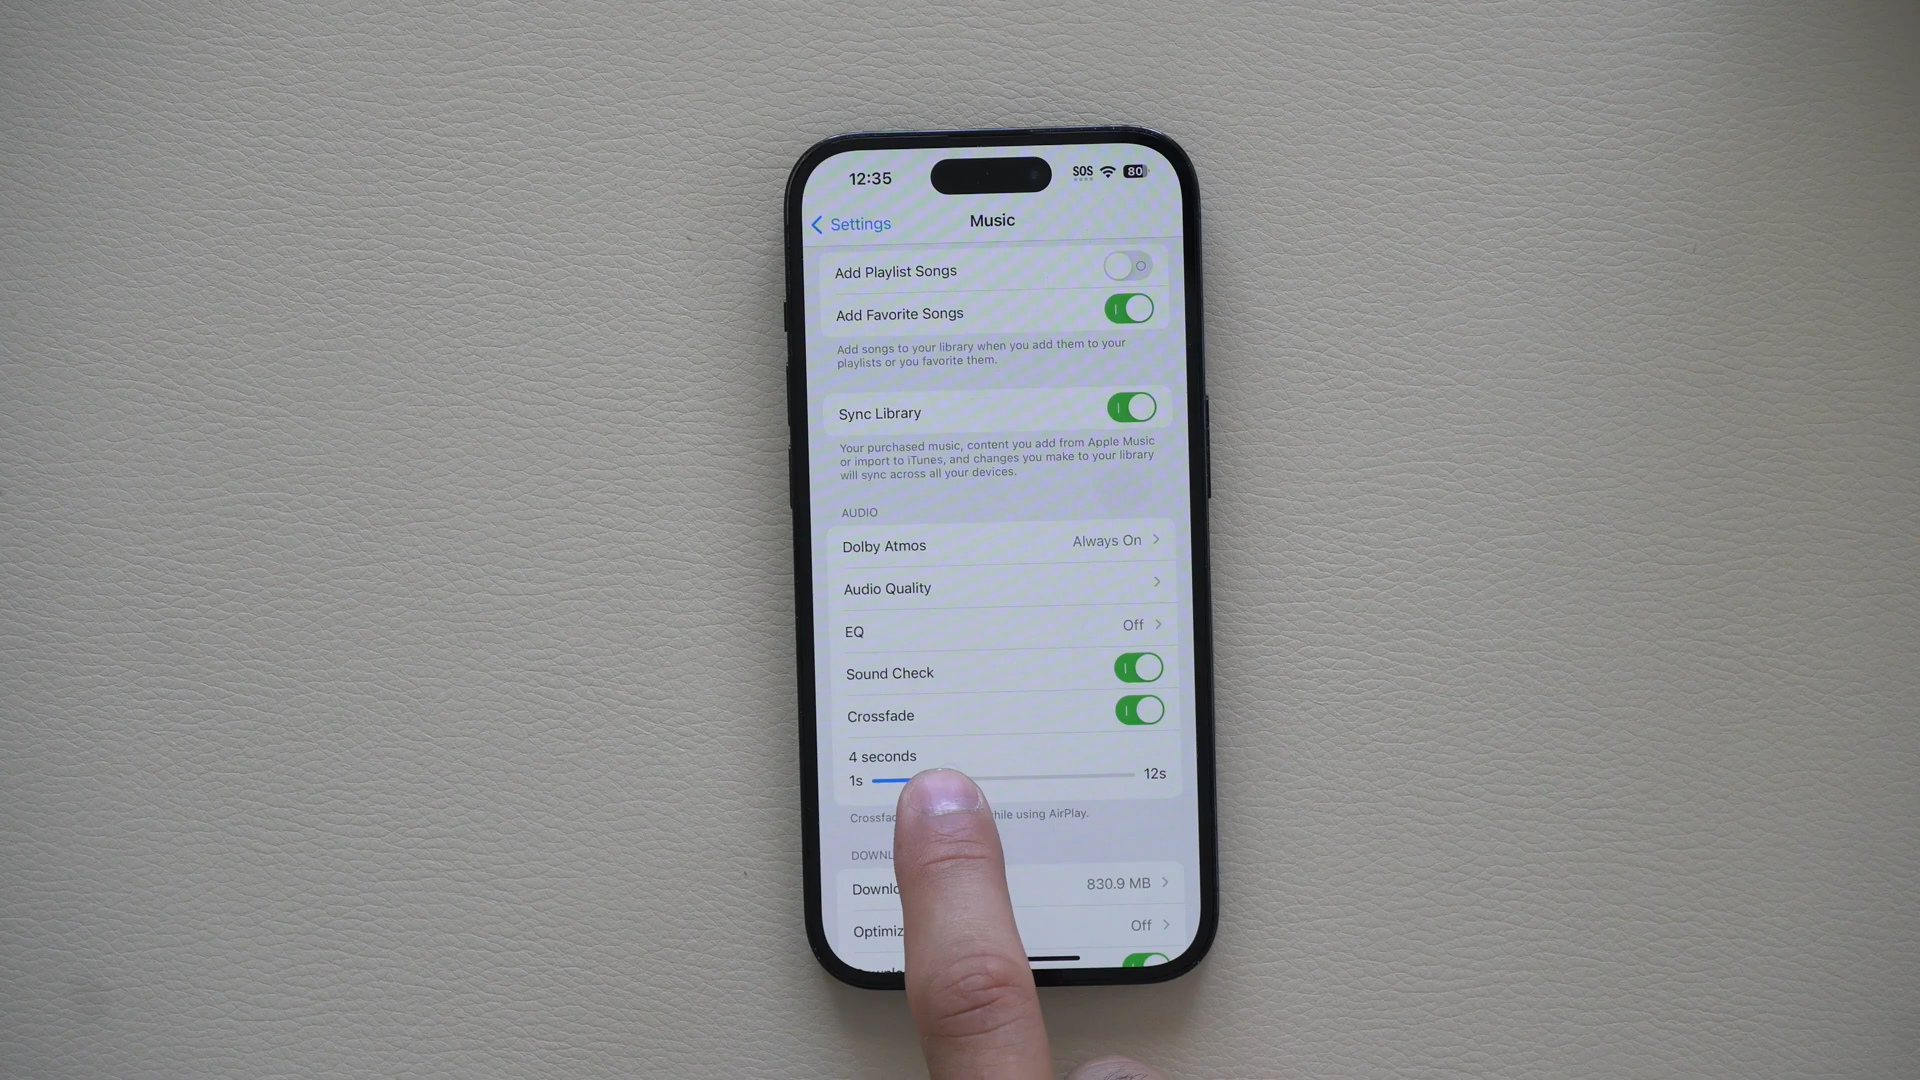 12:35
SOS
80
Settings
Music
Add Playlist Songs
Add Favorite Songs
Add songs to your library when you add them to your
playlists or you favorite them.
Sync Library
Your purchased music, content you add from Apple Music
or import to iTunes, and changes you make to your library
will sync across all your devices.
AUDIO
Dolby Atmos
Always On
Audio Quality
EQ
Off
Sound Check
Crossfade
4 seconds
1s
12s
using AirPlay.
830.9 MB
Off